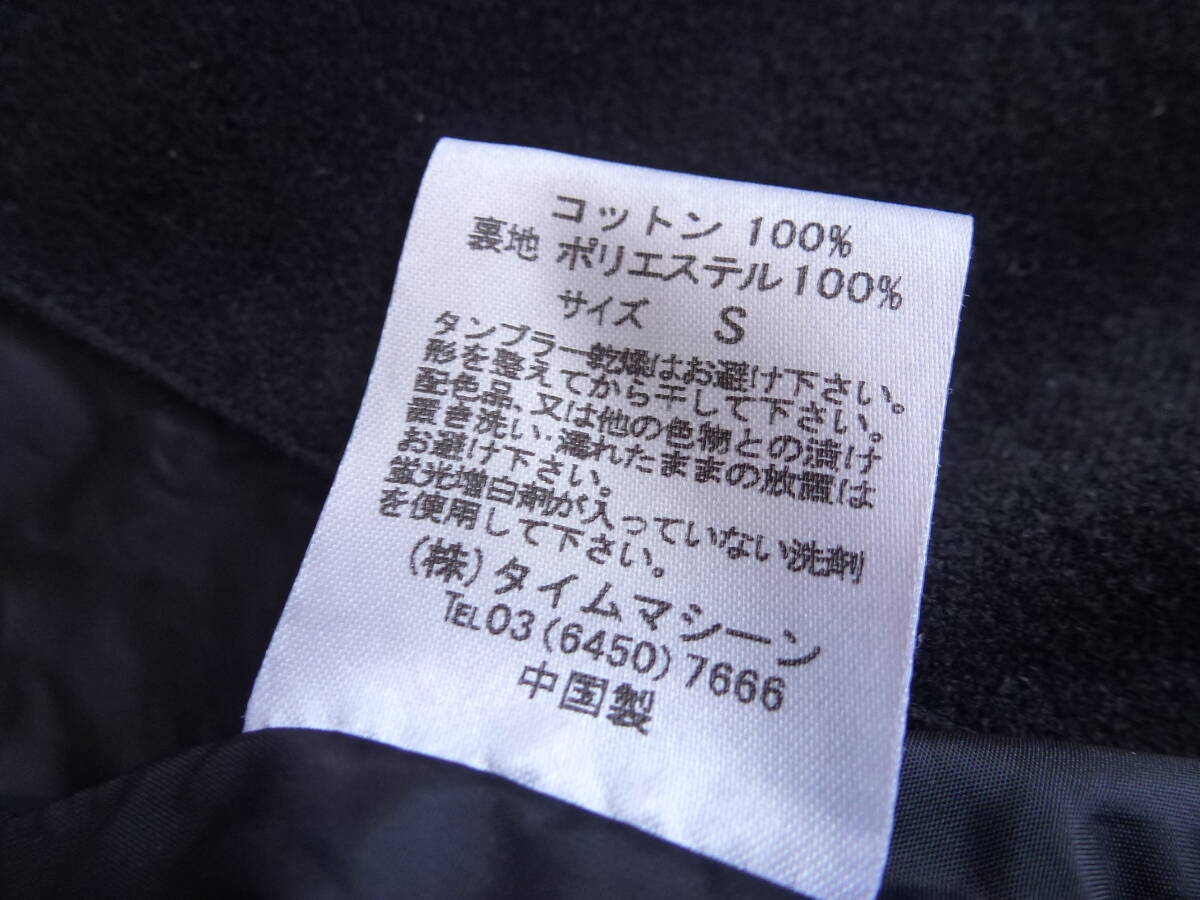 コットン 100%
裏地 ポリエステル100%
サイズ S
タンブラー乾燥はお避け下さい。
形を整えてから干して下さい。
配色品、又は他の色物との漬け
置き洗い・濡れたままの放置は
お避け下さい。
蛍光増白剤が入っていない洗剤
を使用して下さい。
(株)タイムマシーン
TEL03(6450)7666
中国製